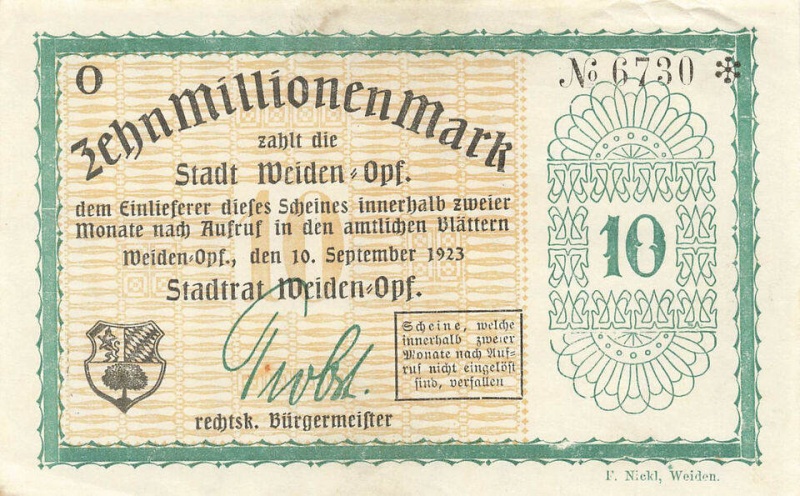 O
№ 6730 ✻
Zehn Millionen Mark
zahlt die
Stadt Weiden-Opf.
dem Einlieferer dieses Scheines innerhalb zweier
Monate nach Aufruf in den amtlichen Blättern
Weiden-Opf., den 10. September 1923
Stadtrat Weiden-Opf.
10
10
Scheine, welche
innerhalb zweier
Monate nach Auf-
ruf nicht eingelöst
sind, verfallen
rechtsk. Bürgermeister
F. Nickl, Weiden.